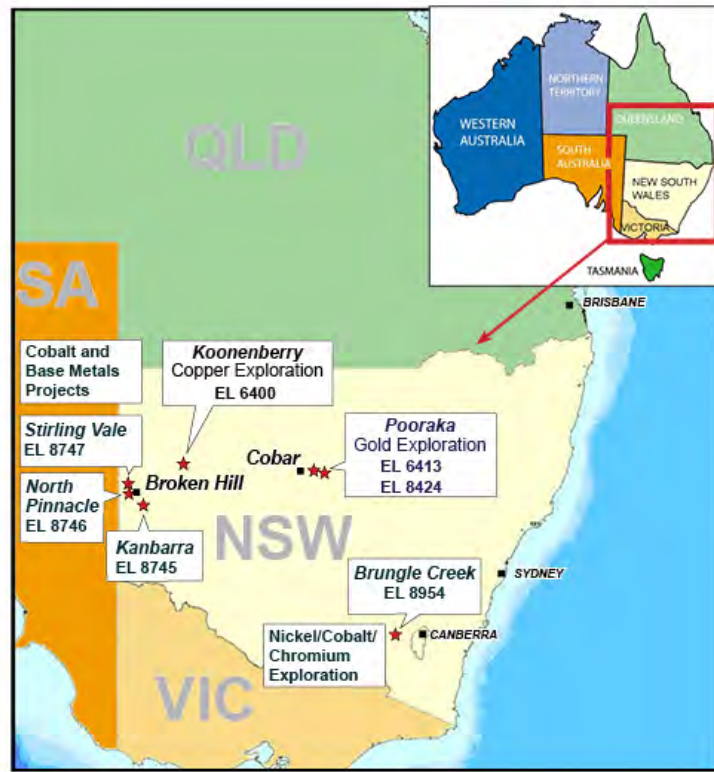 WESTERN
AUSTRALIA
NORTHERN
TERRITORY
QUEENSLAND
SOUTH
AUSTRALIA
NEW SOUTH
WALES
VICTORIA
TASMANIA
QLD
BRISBANE
SA
Cobalt and
Base Metals
Projects
Koonenberry
Copper Exploration
EL 6400
Stirling Vale
EL 8747
Cobar
Pooraka
Gold Exploration
EL 6413
EL 8424
North
Pinnacle
EL 8746
Broken Hill
Kanbarra
EL 8745
NSW
Brungle Creek
EL 8954
SYDNEY
Nickel/Cobalt/
Chromium
Exploration
CANBERRA
VIC